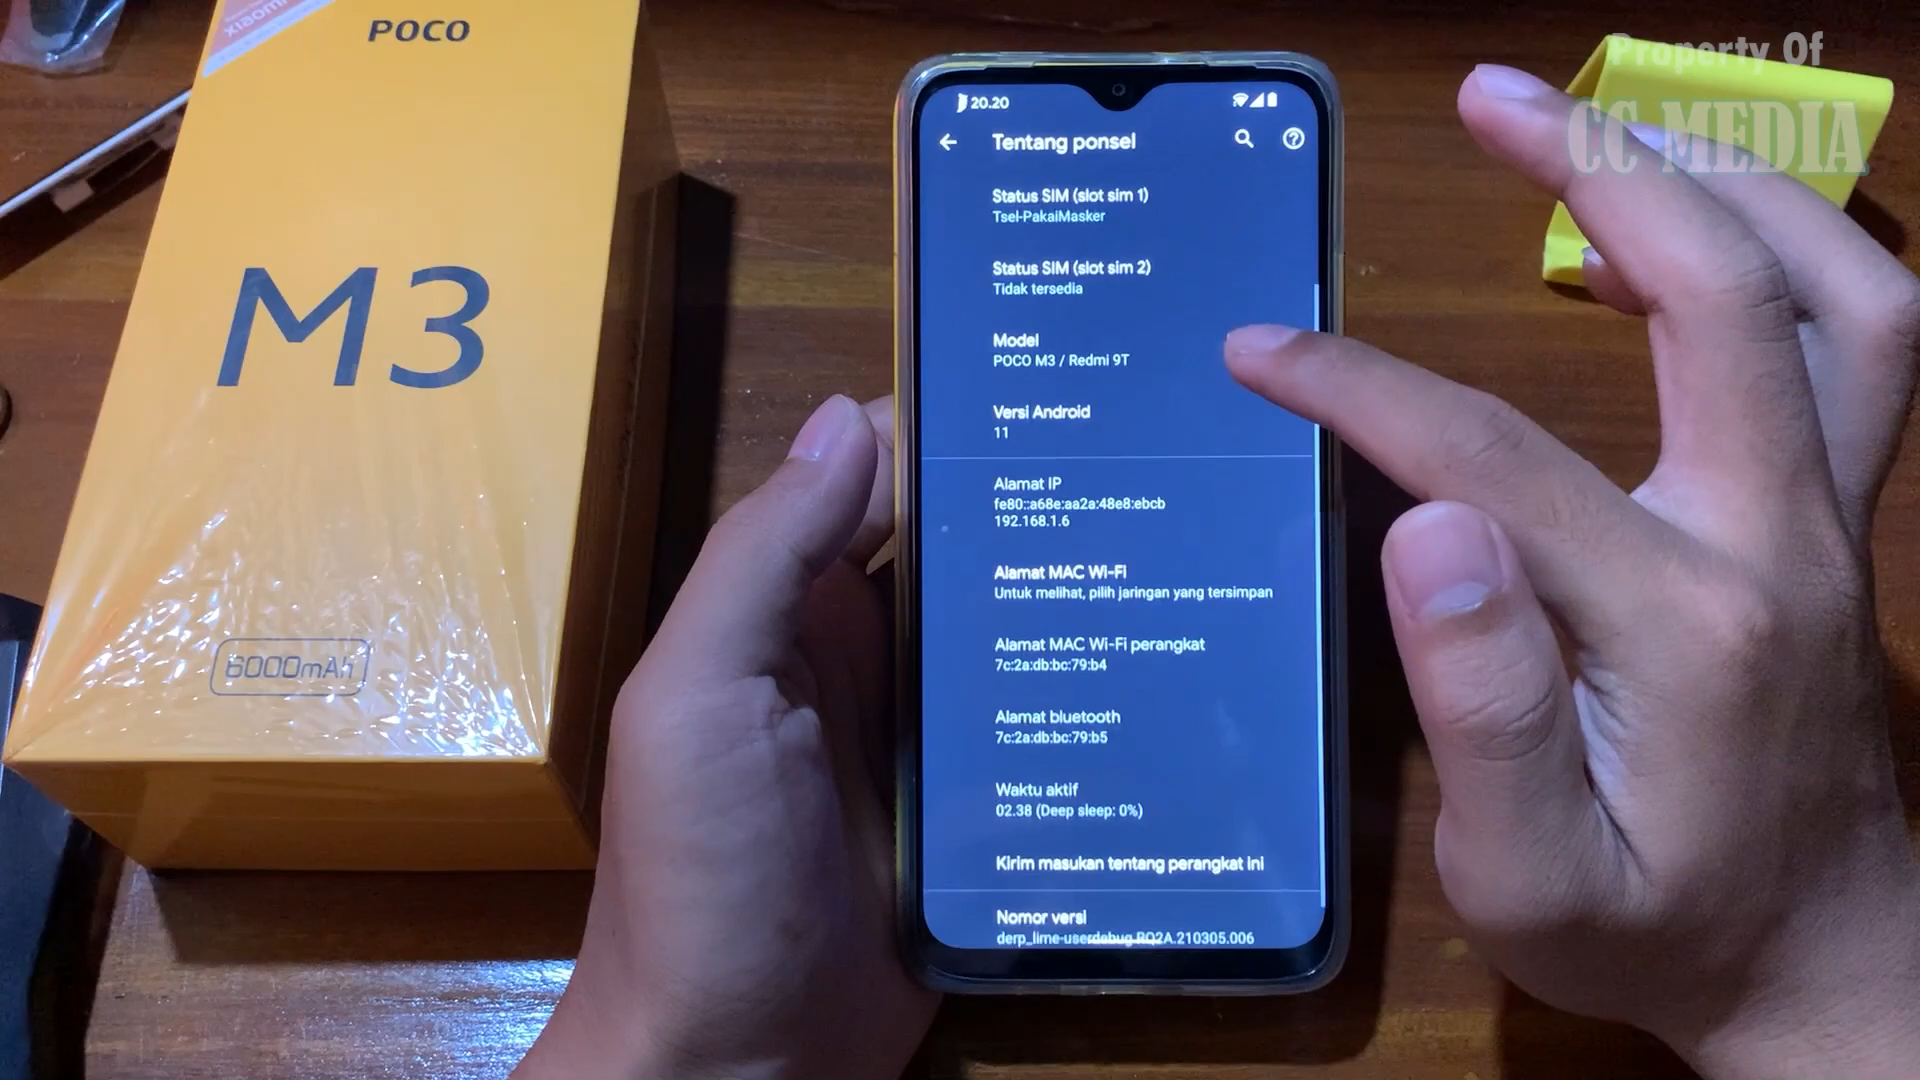 xiaomi
POCO
M3
6000mAh
Property Of
CC MEDIA
20.20
Tentang ponsel
Status SIM (slot sim 1)
Tsel-PakaiMasker
Status SIM (slot sim 2)
Tidak tersedia
Model
POCO M3 / Redmi 9T
Versi Android
11
Alamat IP
fe80::a68e:aa2a:48e8:ebcb
192.168.1.6
Alamat MAC Wi-Fi
Untuk melihat, pilih jaringan yang tersimpan
Alamat MAC Wi-Fi perangkat
7c:2a:db:bc:79:b4
Alamat bluetooth
7c:2a:db:bc:79:b5
Waktu aktif
02.38 (Deep sleep: 0%)
Kirim masukan tentang perangkat ini
Nomor versi
derp_lime-userdebug RQ2A.210305.006